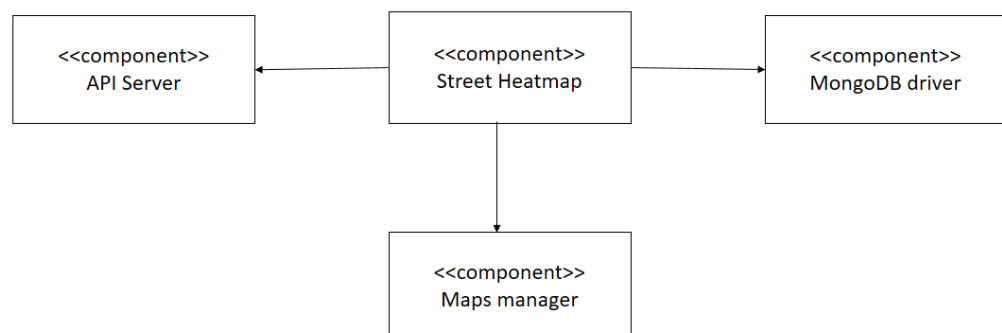 <<component>>
API Server
<<component>>
Street Heatmap
<<component>>
MongoDB driver
<<component>>
Maps manager